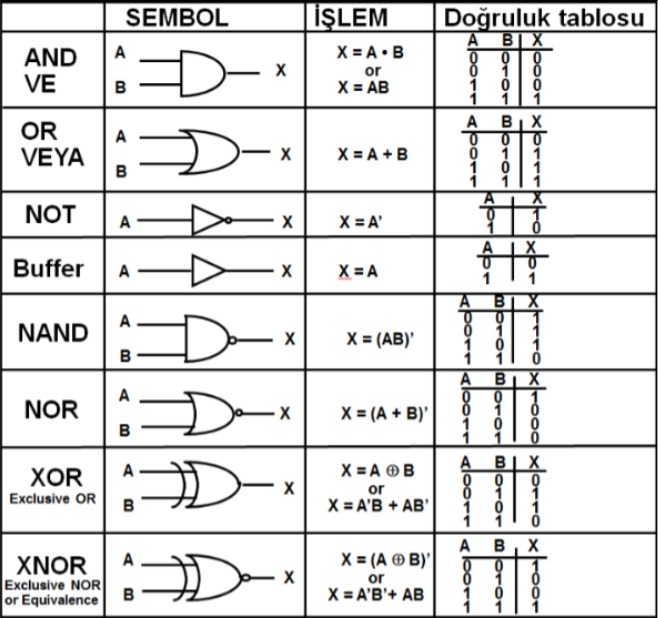 SEMBOL İŞLEM Doğruluk tablosu
AND
VE
A
B
X
X = A • B
or
X = AB
A B X
0 0 0
0 1 0
1 0 0
1 1 1
OR
VEYA
A
B
X
X = A + B
A B X
0 0 0
0 1 1
1 0 1
1 1 1
NOT
A
X
X = A'
A X
0 1
1 0
Buffer
A
X
X = A
A X
0 0
1 1
NAND
A
B
X
X = (AB)'
A B X
0 0 1
0 1 1
1 0 1
1 1 0
NOR
A
B
X
X = (A + B)'
A B X
0 0 1
0 1 0
1 0 0
1 1 0
XOR
Exclusive OR
A
B
X
X = A ⊕ B
or
X = A'B + AB'
A B X
0 0 0
0 1 1
1 0 1
1 1 0
XNOR
Exclusive NOR
or Equivalence
A
B
X
X = (A ⊕ B)'
or
X = A'B'+ AB
A B X
0 0 1
0 1 0
1 0 0
1 1 1